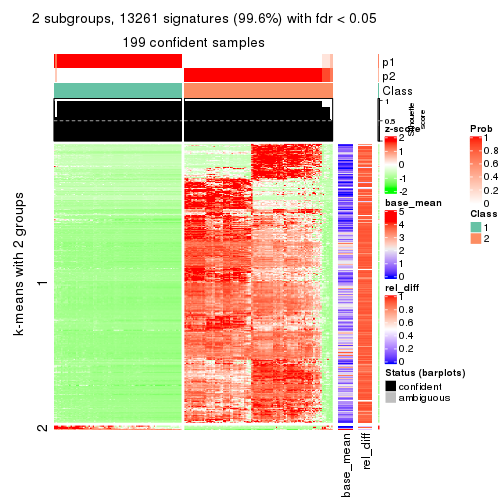 2 subgroups, 13261 signatures (99.6%) with fdr < 0.05
199 confident samples
p1
p2
Class
1
0.5
0
Silhouette
score
k-means with 2 groups
1
2
base_mean
rel_diff
z-score
2
1
0
-1
-2
base_mean
5
4
3
2
1
0
rel_diff
1
0.8
0.6
0.4
0.2
0
Status (barplots)
confident
ambiguous
Prob
1
0.8
0.6
0.4
0.2
0
Class
1
2